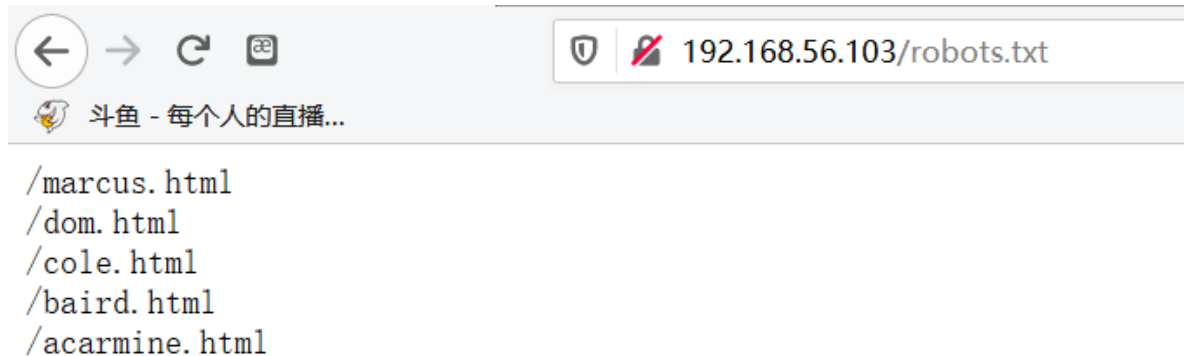 192.168.56.103/robots.txt
斗鱼 - 每个人的直播...
/marcus.html
/dom.html
/cole.html
/baird.html
/acarmine.html